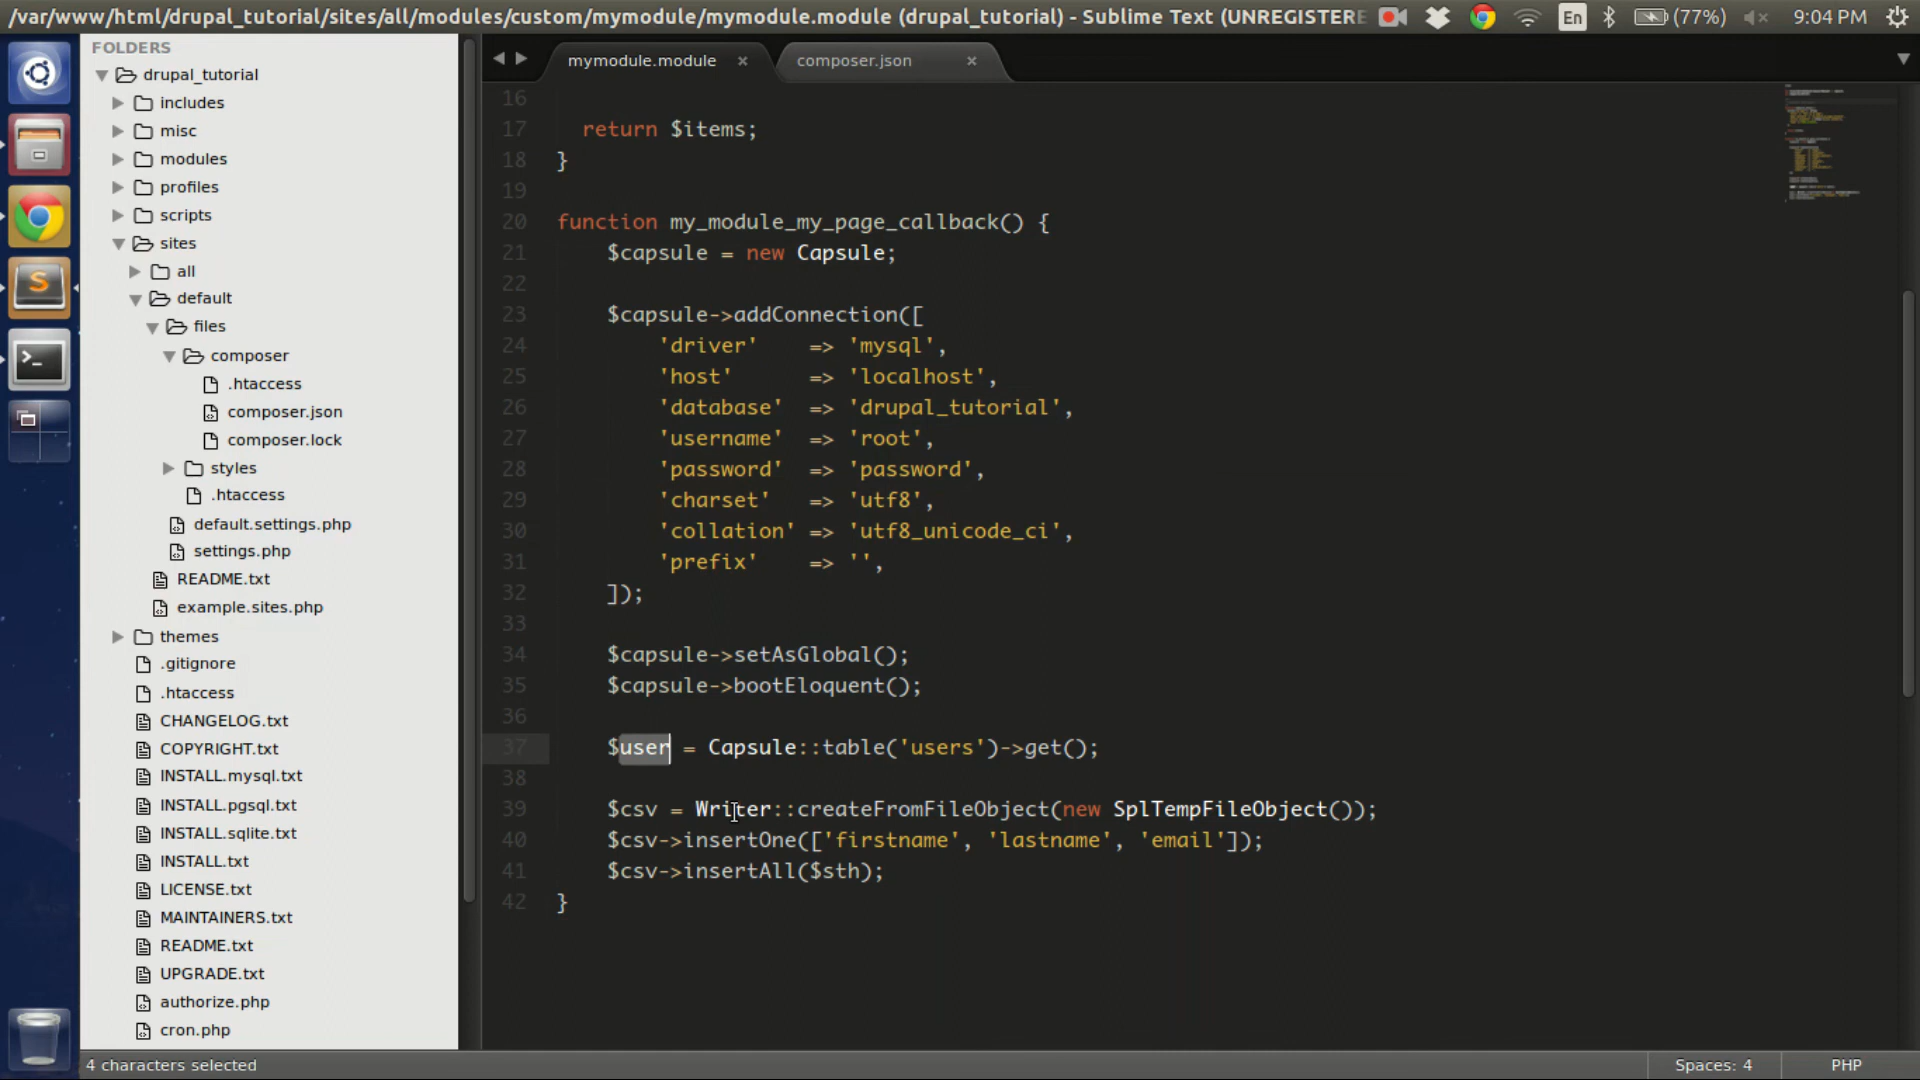 /var/www/html/drupal_tutorial/sites/all/modules/custom/mymodule/mymodule.module (drupal_tutorial) - Sublime Text (UNREGISTERE
En
(77%)
9:04 PM
FOLDERS
drupal_tutorial
includes
misc
modules
profiles
scripts
sites
all
default
files
composer
.htaccess
composer.json
composer.lock
styles
.htaccess
default.settings.php
settings.php
README.txt
example.sites.php
themes
.gitignore
.htaccess
CHANGELOG.txt
COPYRIGHT.txt
INSTALL.mysql.txt
INSTALL.pgsql.txt
INSTALL.sqlite.txt
INSTALL.txt
LICENSE.txt
MAINTAINERS.txt
README.txt
UPGRADE.txt
authorize.php
cron.php
mymodule.module
composer.json
16
17 return $items;
18 }
19
20 function my_module_my_page_callback() {
21 $capsule = new Capsule;
22
23 $capsule->addConnection([
24 'driver' => 'mysql',
25 'host' => 'localhost',
26 'database' => 'drupal_tutorial',
27 'username' => 'root',
28 'password' => 'password',
29 'charset' => 'utf8',
30 'collation' => 'utf8_unicode_ci',
31 'prefix' => '',
32 ]);
33
34 $capsule->setAsGlobal();
35 $capsule->bootEloquent();
36
37 $user = Capsule::table('users')->get();
38
39 $csv = Writer::createFromFileObject(new SplTempFileObject());
40 $csv->insertOne(['firstname', 'lastname', 'email']);
41 $csv->insertAll($sth);
42 }
4 characters selected
Spaces: 4
PHP